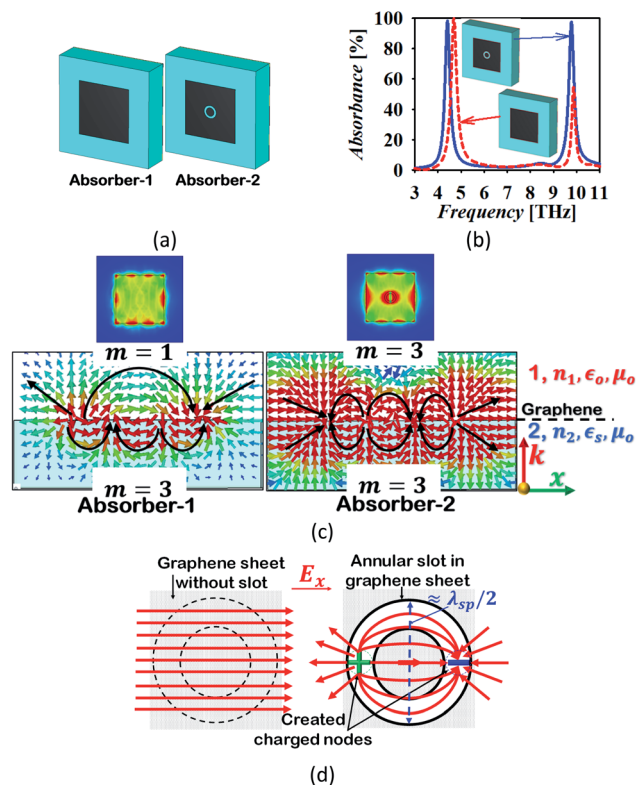 Absorber-1 Absorber-2
(a)
Absorbance [%]
100
80
60
40
20
0
3 4 5 6 7 8 9 10 11
Frequency [THz]
(b)
m = 1
m = 3
1, n₁, ϵₒ, μₒ
Graphene
2, n₂, ϵₛ, μₒ
k
x
m = 3
m = 3
Absorber-1
Absorber-2
(c)
Graphene sheet
without slot
Eₓ
Annular slot in
graphene sheet
≈ λₛₚ/2
Created
charged nodes
(d)